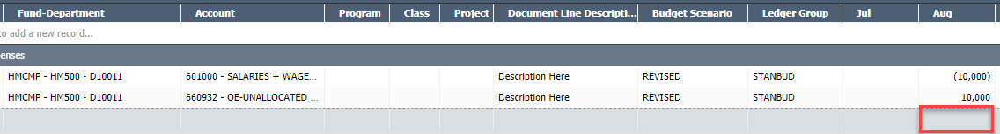 Fund-Department Account Program Class Project Document Line Descripti... Budget Scenario Ledger Group Jul Aug
to add a new record...
enses
HMCMP - HM500 - D10011 601000 - SALARIES + WAGE... Description Here REVISED STANBUD (10,000)
HMCMP - HM500 - D10011 660932 - OE-UNALLOCATED ... Description Here REVISED STANBUD 10,000